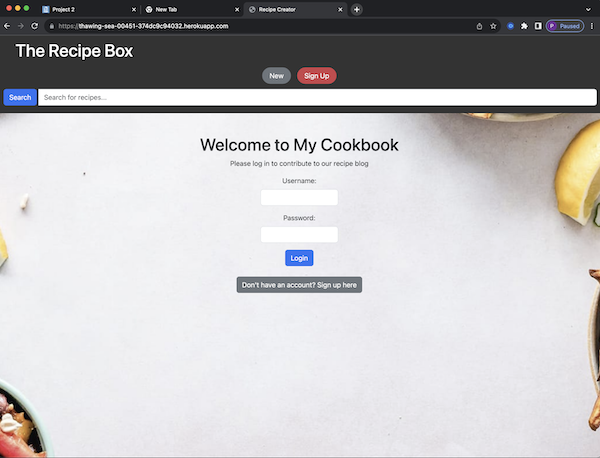 Project 2
New Tab
Recipe Creator
https://thawing-sea-00451-374dc9c94032.herokuapp.com
P Paused
The Recipe Box
New Sign Up
Search Search for recipes...
Welcome to My Cookbook
Please log in to contribute to our recipe blog
Username:
Password:
Login
Don't have an account? Sign up here